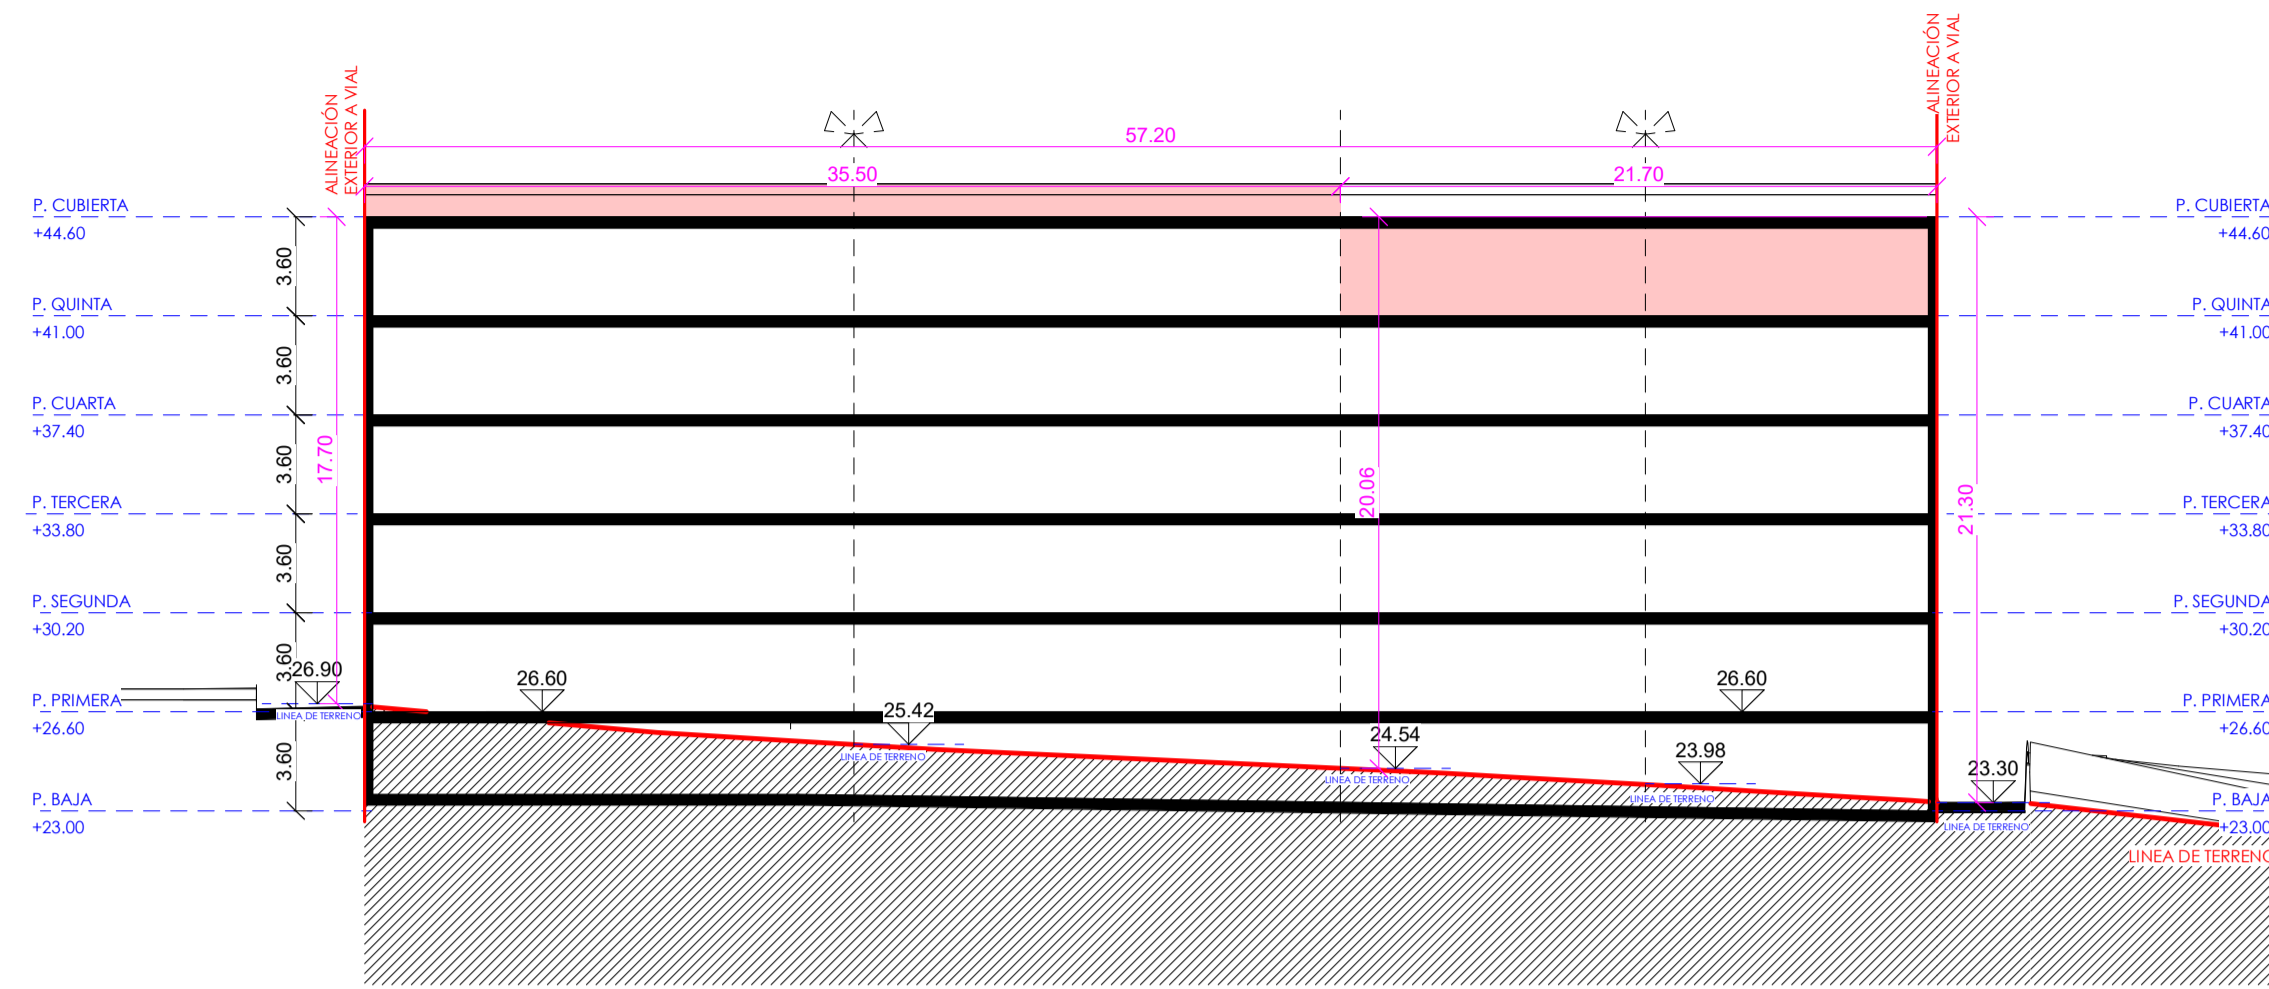 ALINEACIÓN
EXTERIOR A VIAL
ALINEACIÓN
EXTERIOR A VIAL
57.20
35.50
21.70
P. CUBIERTA
+44.60
P. CUBIERTA
+44.60
3.60
P. QUINTA
+41.00
P. QUINTA
+41.00
3.60
P. CUARTA
+37.40
P. CUARTA
+37.40
17.70
3.60
20.06
21.30
P. TERCERA
+33.80
P. TERCERA
+33.80
3.60
P. SEGUNDA
+30.20
P. SEGUNDA
+30.20
3.60
26.90
26.60
26.60
P. PRIMERA
+26.60
LINEA DE TERRENO
25.42
LINEA DE TERRENO
P. PRIMERA
+26.60
24.54
LINEA DE TERRENO
23.98
LINEA DE TERRENO
23.30
LINEA DE TERRENO
3.60
P. BAJA
+23.00
P. BAJA
+23.00
LINEA DE TERRENO